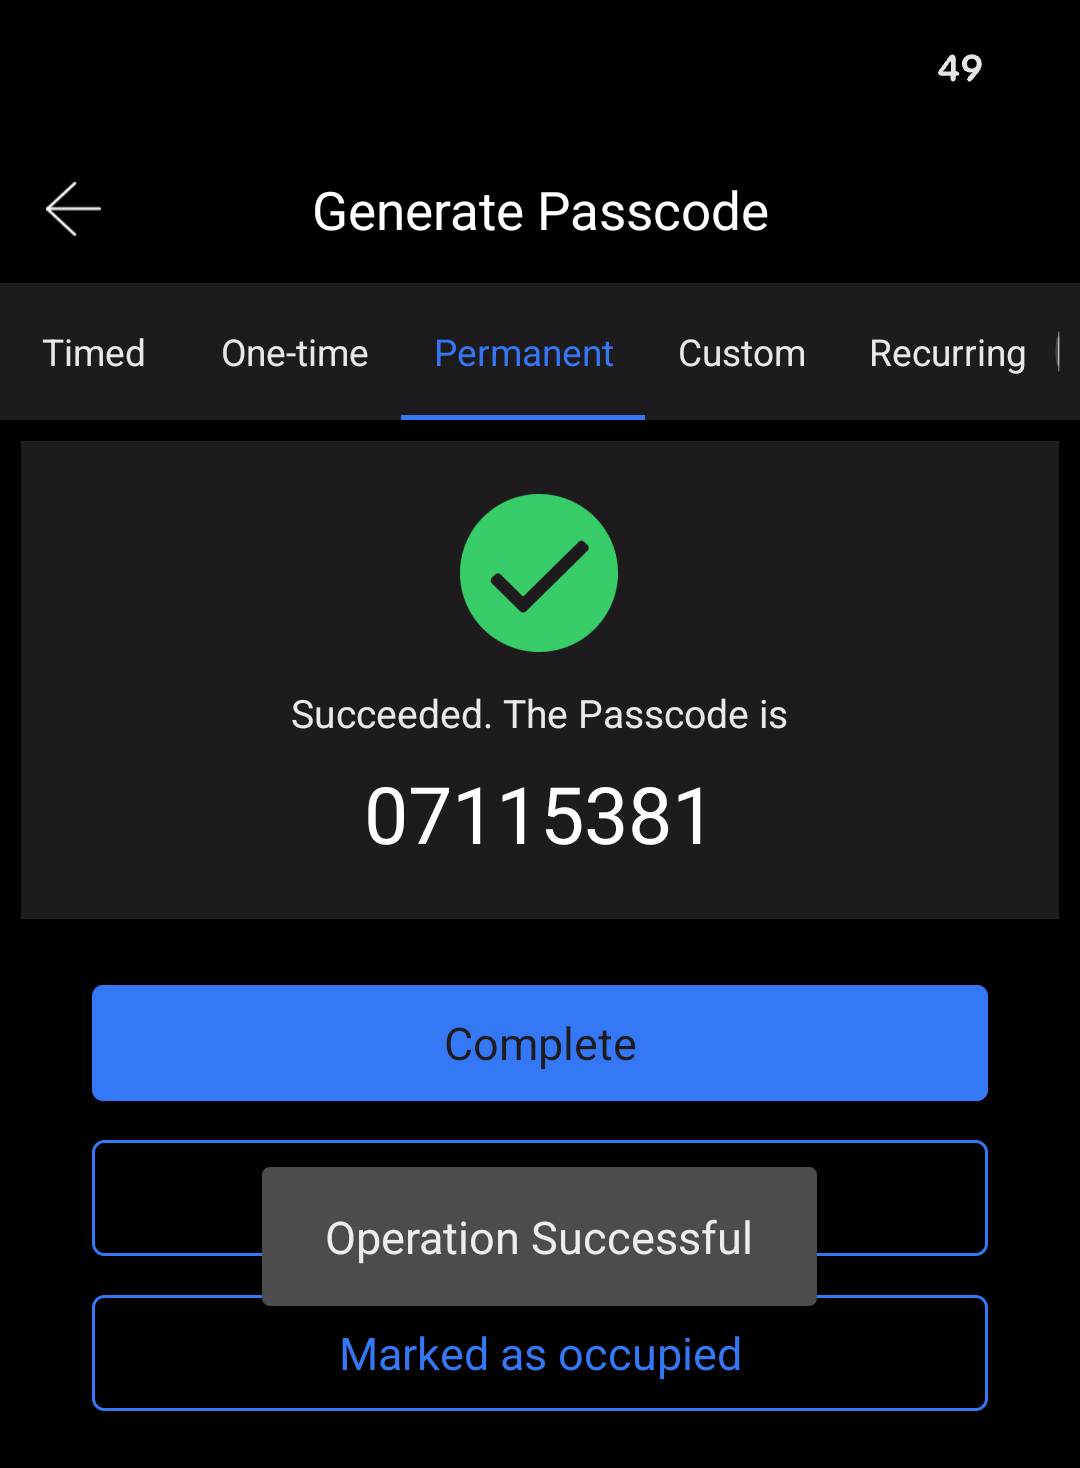 49
Generate Passcode
Timed One-time Permanent Custom Recurring
Succeeded. The Passcode is
07115381
Complete
Operation Successful
Marked as occupied